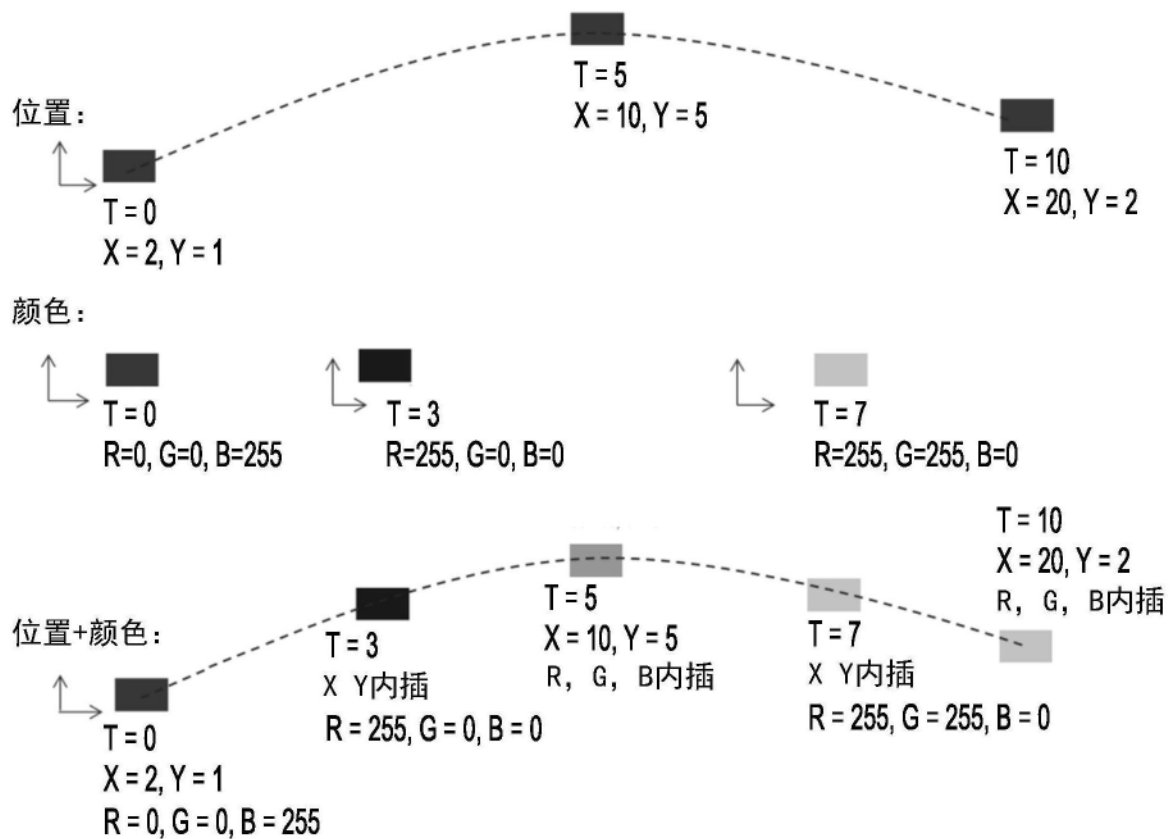 位置：
T = 0
X = 2, Y = 1
T = 5
X = 10, Y = 5
T = 10
X = 20, Y = 2
颜色：
T = 0
R=0, G=0, B=255
T = 3
R=255, G=0, B=0
T = 7
R=255, G=255, B=0
位置+颜色：
T = 0
X = 2, Y = 1
R = 0, G = 0, B = 255
T = 3
X Y内插
R = 255, G = 0, B = 0
T = 5
X = 10, Y = 5
R, G, B内插
T = 7
X Y内插
R = 255, G = 255, B = 0
T = 10
X = 20, Y = 2
R, G, B内插